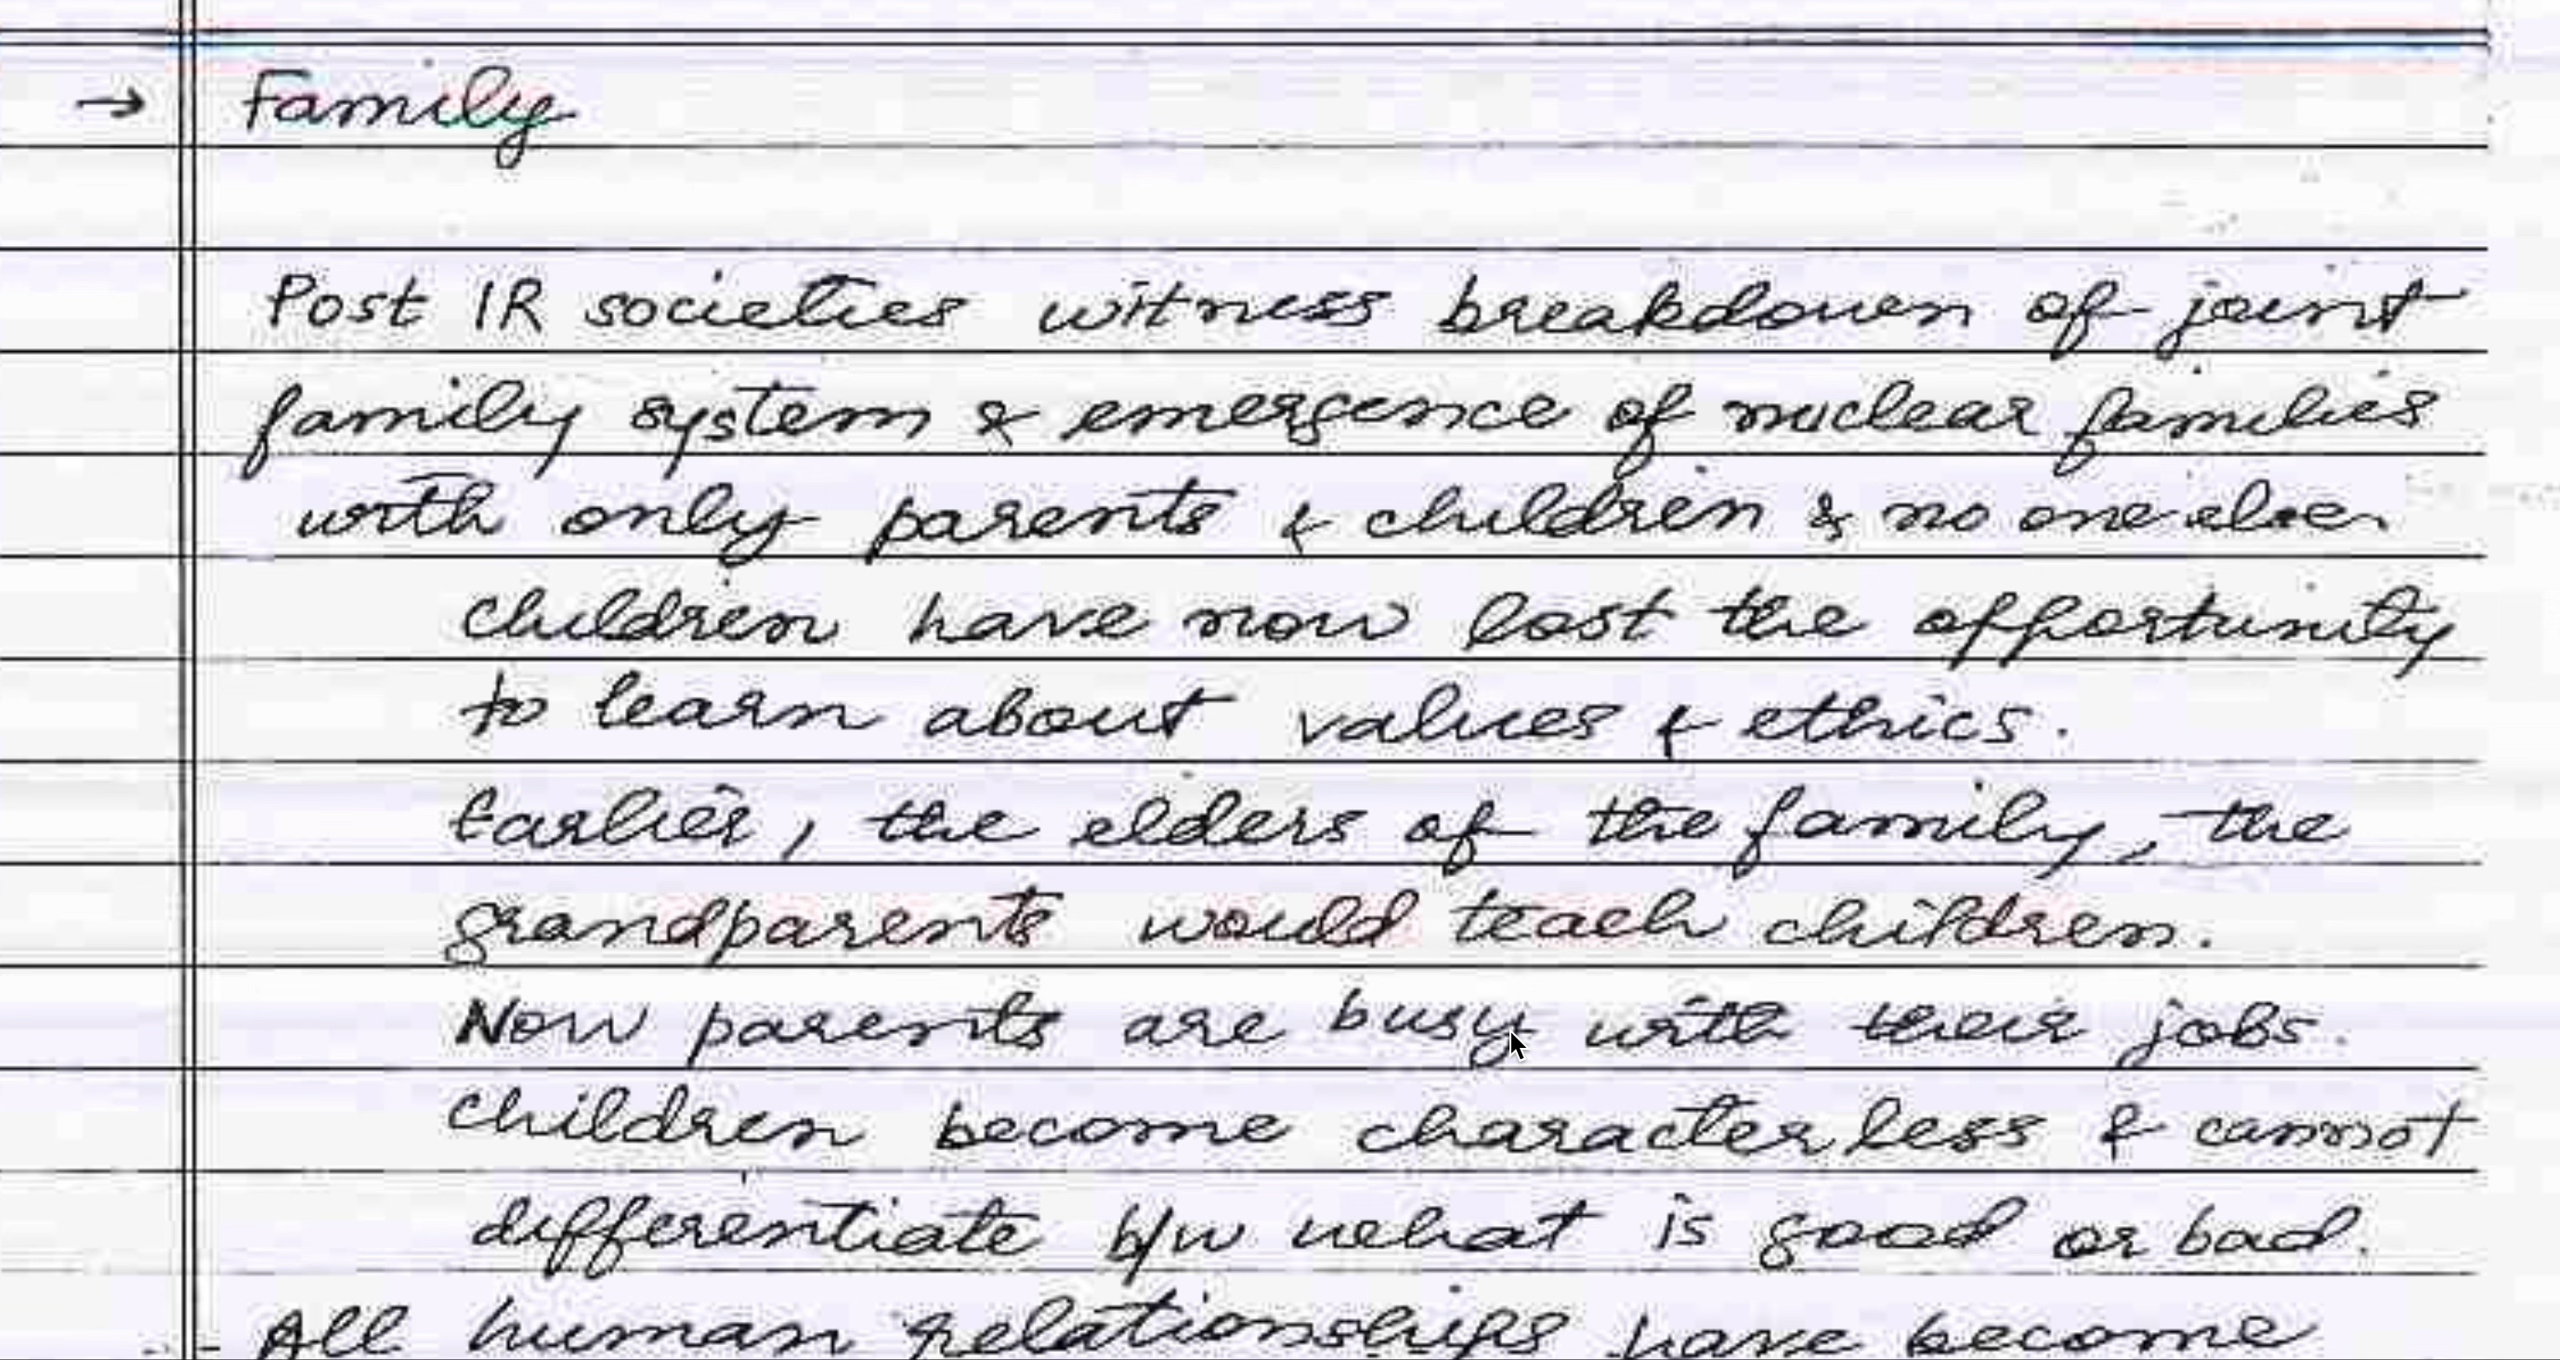 → Family
Post IR societies witness breakdown of joint
family system & emergence of nuclear families
with only parents & children & no one else.
Children have now lost the opportunity
to learn about values & ethics.
Earlier, the elders of the family, the
grandparents would teach children.
Now parents are busy with their jobs.
Children become characterless & cannot
differentiate b/w what is good or bad.
All human relationships have become